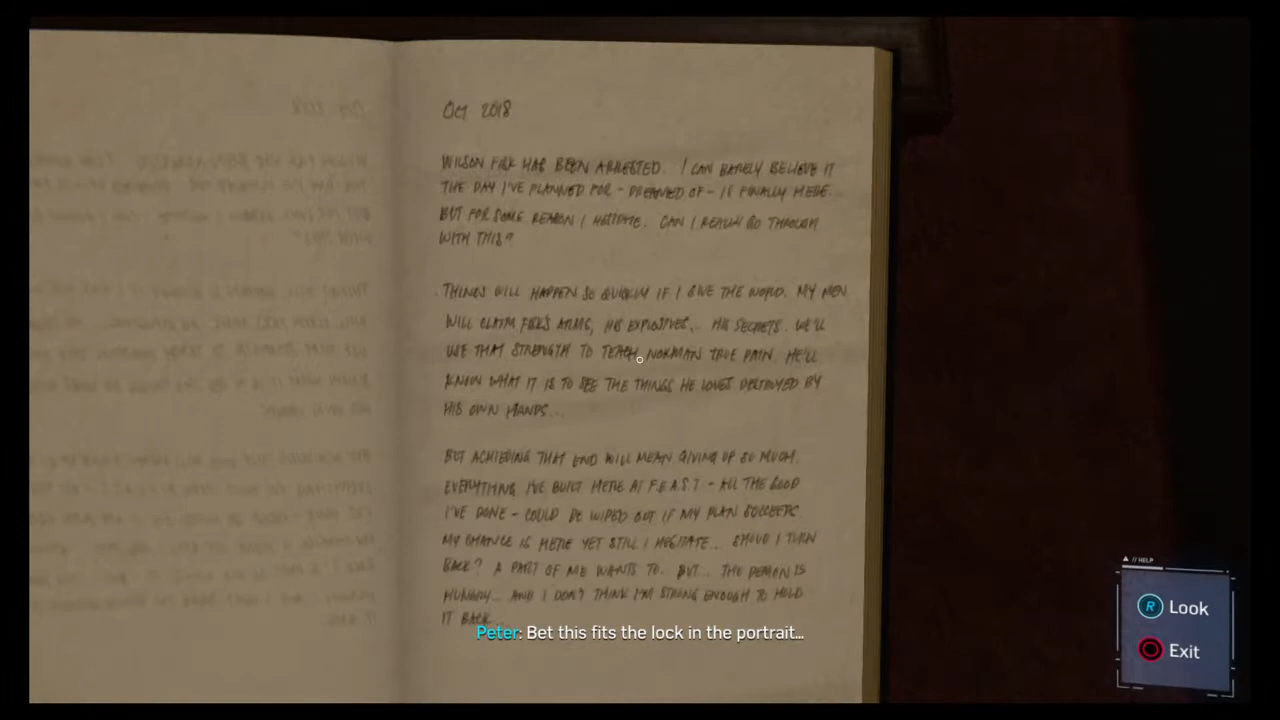 Oct 2018
WILSON FISK HAS BEEN ARRESTED. I CAN BARELY BELIEVE IT
THE DAY I'VE PLANNED FOR - DREAMED OF - IS FINALLY HERE...
BUT FOR SOME REASON I HESITATE. CAN I REALLY GO THROUGH
WITH THIS?
THINGS WILL HAPPEN SO QUICKLY IF I GIVE THE WORD. MY MEN
WILL CLAIM FISK'S ARMS, HIS EXPLOSIVES... HIS SECRETS. WE'LL
USE THAT STRENGTH TO TEACH NORMAN TRUE PAIN. HE'LL
KNOW WHAT IT IS TO SEE THE THINGS HE LOVES DESTROYED BY
HIS OWN HANDS...
BUT ACHIEVING THAT END WILL MEAN GIVING UP SO MUCH.
EVERYTHING I'VE BUILT HERE AT F.E.A.S.T - ALL THE GOOD
I'VE DONE - COULD BE WIPED OUT IF MY PLAN SUCCEEDS.
MY CHANCE IS HERE YET STILL I HESITATE... SHOULD I TURN
BACK? A PART OF ME WANTS TO. BUT... THE DEMON IS
HUNGRY... AND I DON'T THINK I'M STRONG ENOUGH TO HOLD
IT BACK...
Peter: Bet this fits the lock in the portrait...
// HELP
R Look
Exit